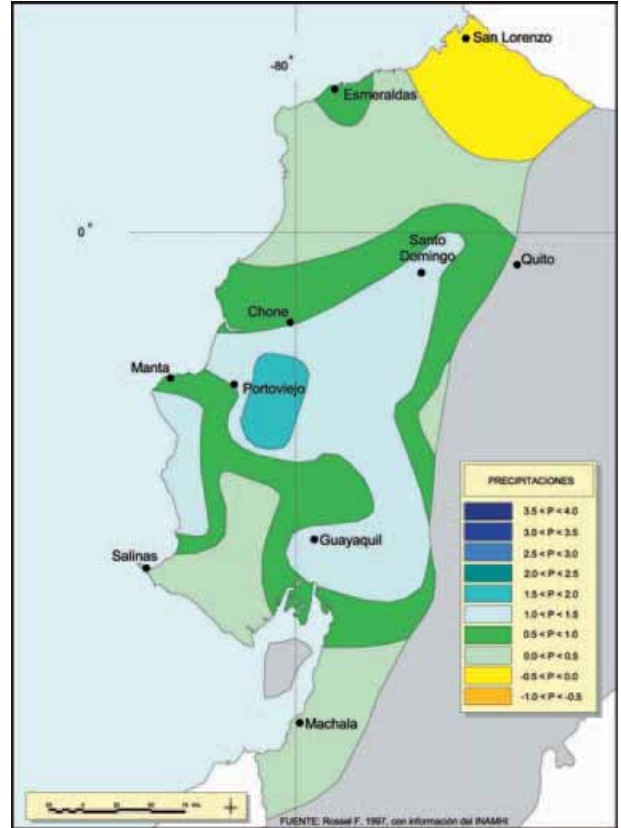 San Lorenzo
-80°
Esmeraldas
0°
Santo
Domingo
Quito
Chone
Manta
Portoviejo
PRECIPITACIONES
3.5 < P < 4.0
3.0 < P < 3.5
2.5 < P < 3.0
2.0 < P < 2.5
1.5 < P < 2.0
1.0 < P < 1.5
0.5 < P < 1.0
0.0 < P < 0.5
-0.5 < P < 0.0
-1.0 < P < -0.5
Guayaquil
Salinas
Machala
FUENTE: Rossel F. 1997, con información del INAMHI